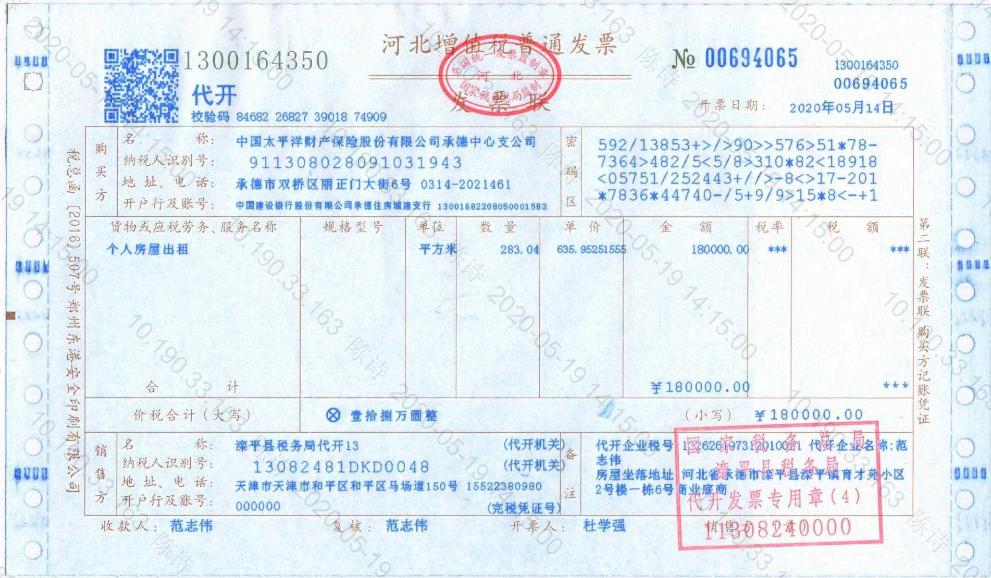 河北增值税普通发票
发票联
1300164350
代开
校验码 84682 26827 39018 74909
№ 00694065
1300164350
00694065
开票日期： 2020年05月14日
全国统一发票监制章
河北
国家税务总局监制
税总函〔2016〕507号郑州东港安全印刷有限公司
购买方
名称： 中国太平洋财产保险股份有限公司承德中心支公司
纳税人识别号： 911308028091031943
地址、电话： 承德市双桥区丽正门大街6号 0314-2021461
开户行及账号： 中国建设银行股份有限公司承德住房城建支行 13001682208050001583
密码区
592/13853+>/>90>>576>51*78-
7364>482/5<5/8>310*82<18918
<05751/252443+//>-8<>17-201
*7836*44740-/5+9/9>15*8<-+1
货物或应税劳务、服务名称 规格型号 单位 数量 单价 金额 税率 税额
个人房屋出租 平方米 283.04 635.95251555 180000.00 *** ***
合计 ￥180000.00 ***
价税合计（大写） ⊗ 壹拾捌万圆整 （小写） ￥180000.00
销售方
名称： 滦平县税务局代开13 (代开机关)
纳税人识别号： 13082481DKD0048 (代开机关)
地址、电话： 天津市天津市和平区和平区马场道150号 15522380980
开户行及账号： 000000 (完税凭证号)
备注
代开企业税号: 代开企业名称:范
志伟
房屋坐落地址 河北省承德市滦平县滦平镇育才苑小区
2号楼一栋6号商业底商
国家税务总局
滦平县税务局
代开发票专用章(4)
11308240000
收款人： 范志伟 复核： 范志伟 开票人： 杜学强 销售方：（章）
第二联：发票联 购买方记账凭证
10.190.33.163 陈诗 2020-05-19 14:15:00